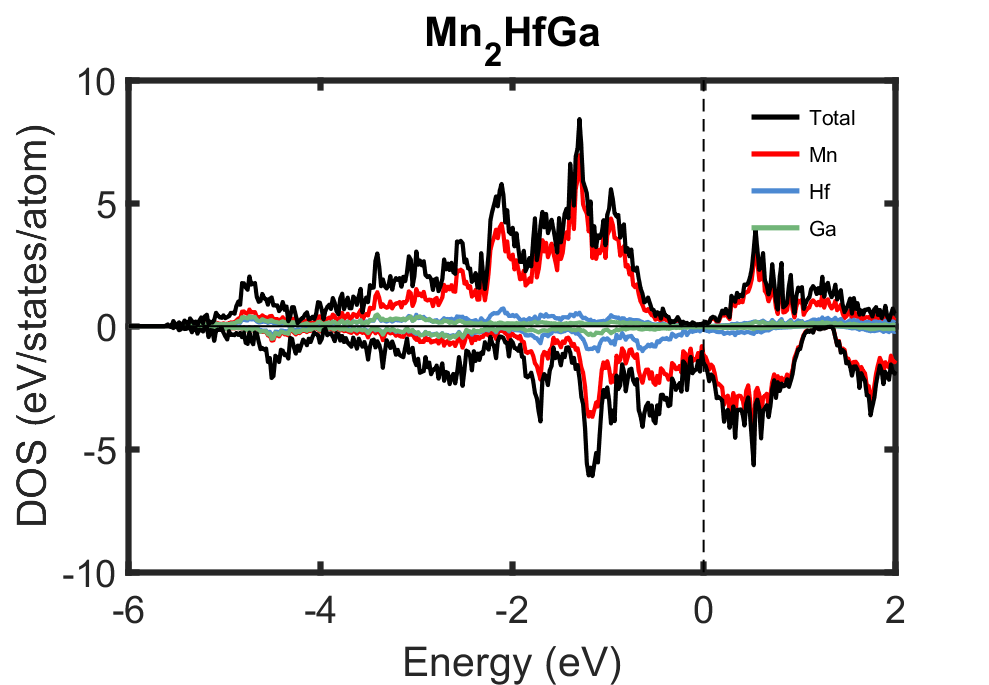 Mn2HfGa
10
5
0
-5
-10
DOS (eV/states/atom)
Total
Mn
Hf
Ga
-6 -4 -2 0 2
Energy (eV)